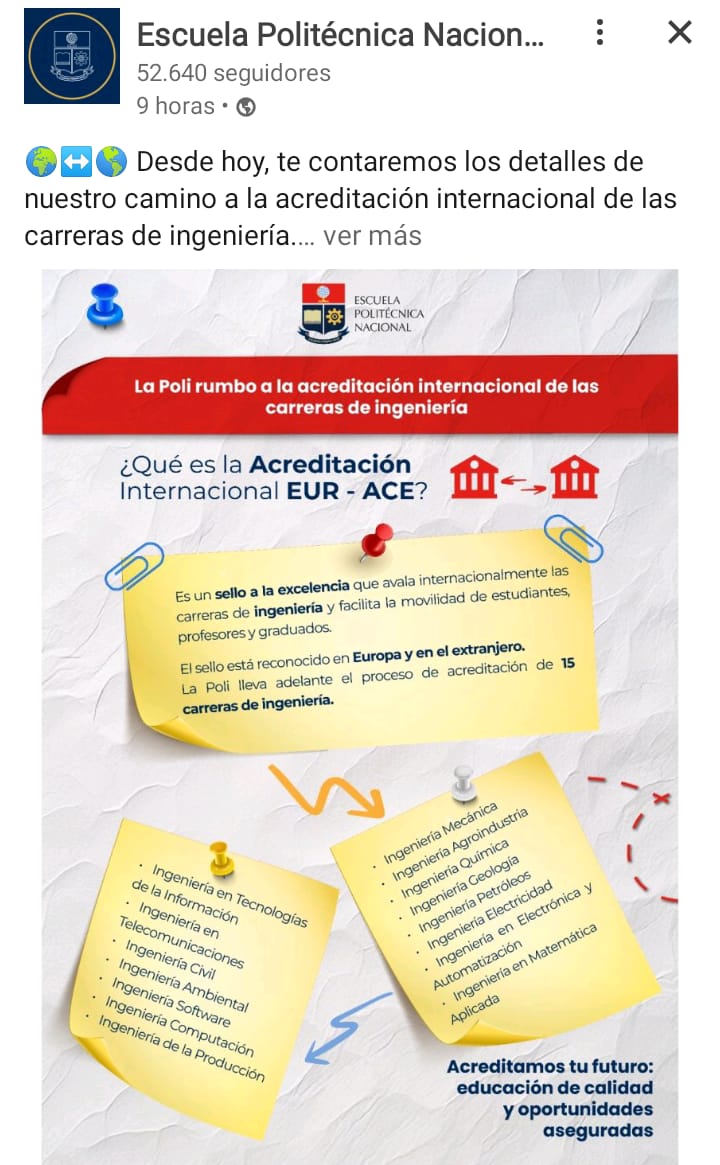 Escuela Politécnica Nacion...
52.640 seguidores
9 horas •
Desde hoy, te contaremos los detalles de
nuestro camino a la acreditación internacional de las
carreras de ingeniería.... ver más
ESCUELA
POLITÉCNICA
NACIONAL
La Poli rumbo a la acreditación internacional de las
carreras de ingeniería
¿Qué es la Acreditación
Internacional EUR - ACE?
Es un sello a la excelencia que avala internacionalmente las
carreras de ingeniería y facilita la movilidad de estudiantes,
profesores y graduados.
El sello está reconocido en Europa y en el extranjero.
La Poli lleva adelante el proceso de acreditación de 15
carreras de ingeniería.
• Ingeniería Mecánica
• Ingeniería Agroindustria
• Ingeniería Química
• Ingeniería Geología
• Ingeniería Petróleos
• Ingeniería Electricidad
• Ingeniería en Electrónica y
Automatización
• Ingeniería en Matemática
Aplicada
• Ingeniería en Tecnologías
de la Información
• Ingeniería en
Telecomunicaciones
• Ingeniería Civil
• Ingeniería Ambiental
• Ingeniería Software
• Ingeniería Computación
• Ingeniería de la Producción
Acreditamos tu futuro:
educación de calidad
y oportunidades
aseguradas